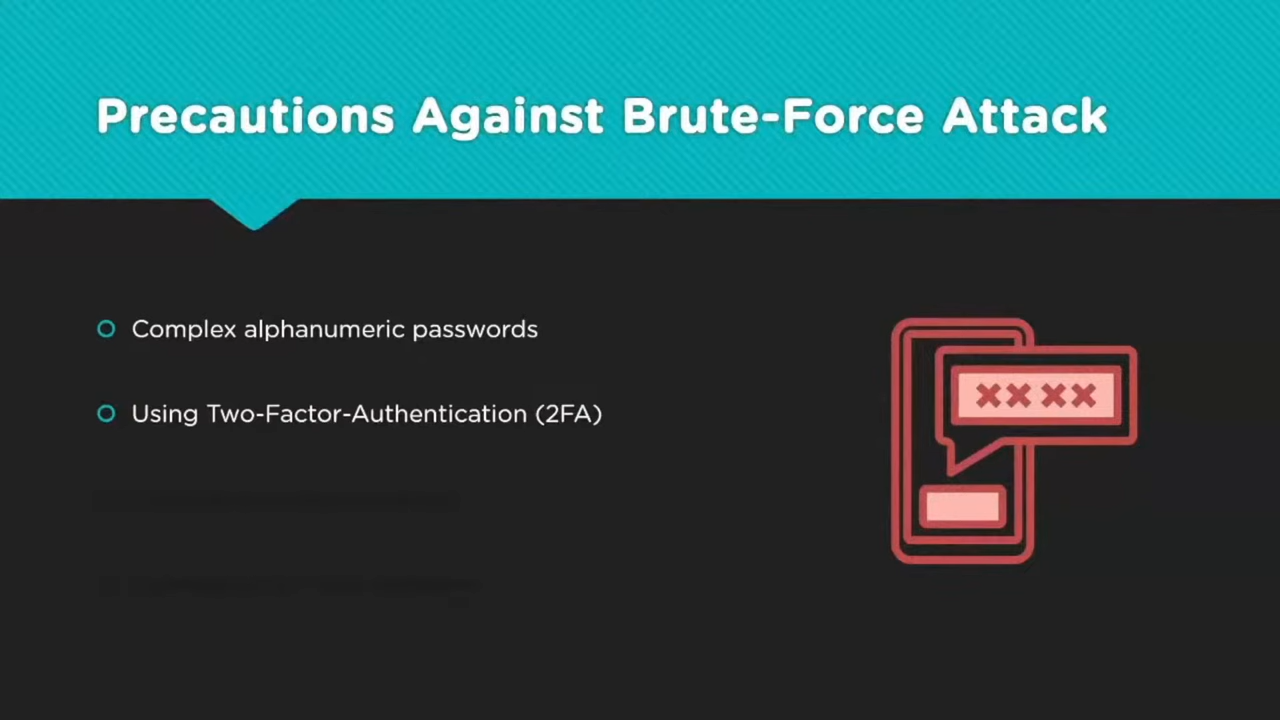 Precautions Against Brute-Force Attack
Complex alphanumeric passwords
Using Two-Factor-Authentication (2FA)